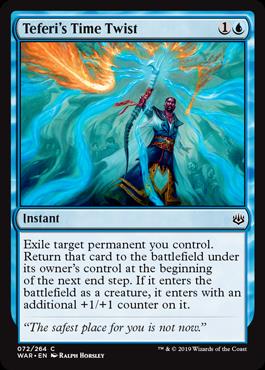 Teferi's Time Twist 1
Instant
Exile target permanent you control.
Return that card to the battlefield under
its owner's control at the beginning
of the next end step. If it enters the
battlefield as a creature, it enters with an
additional +1/+1 counter on it.
"The safest place for you is not now."
072/264 C
WAR • EN RALPH HORSLEY ™ & © 2019 Wizards of the Coast